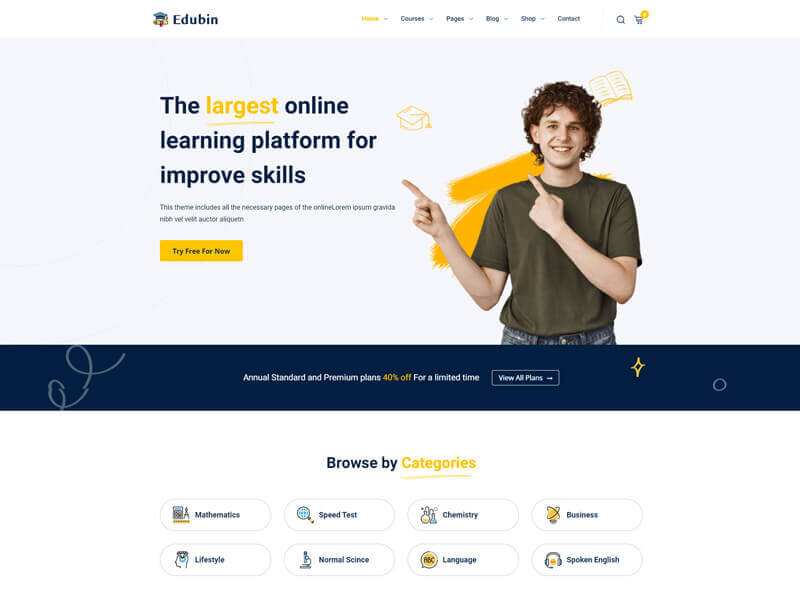 Edubin
Home Courses Pages Blog Shop Contact
0
The largest online
learning platform for
improve skills
This theme includes all the necessary pages of the onlineLorem ipsum gravida
nibh vel velit auctor aliquetn
Try Free For Now
Annual Standard and Premium plans 40% off For a limited time
View All Plans →
Browse by Categories
Mathematics
Speed Test
Chemistry
Business
Lifestyle
Normal Scince
ABC
Language
Spoken English